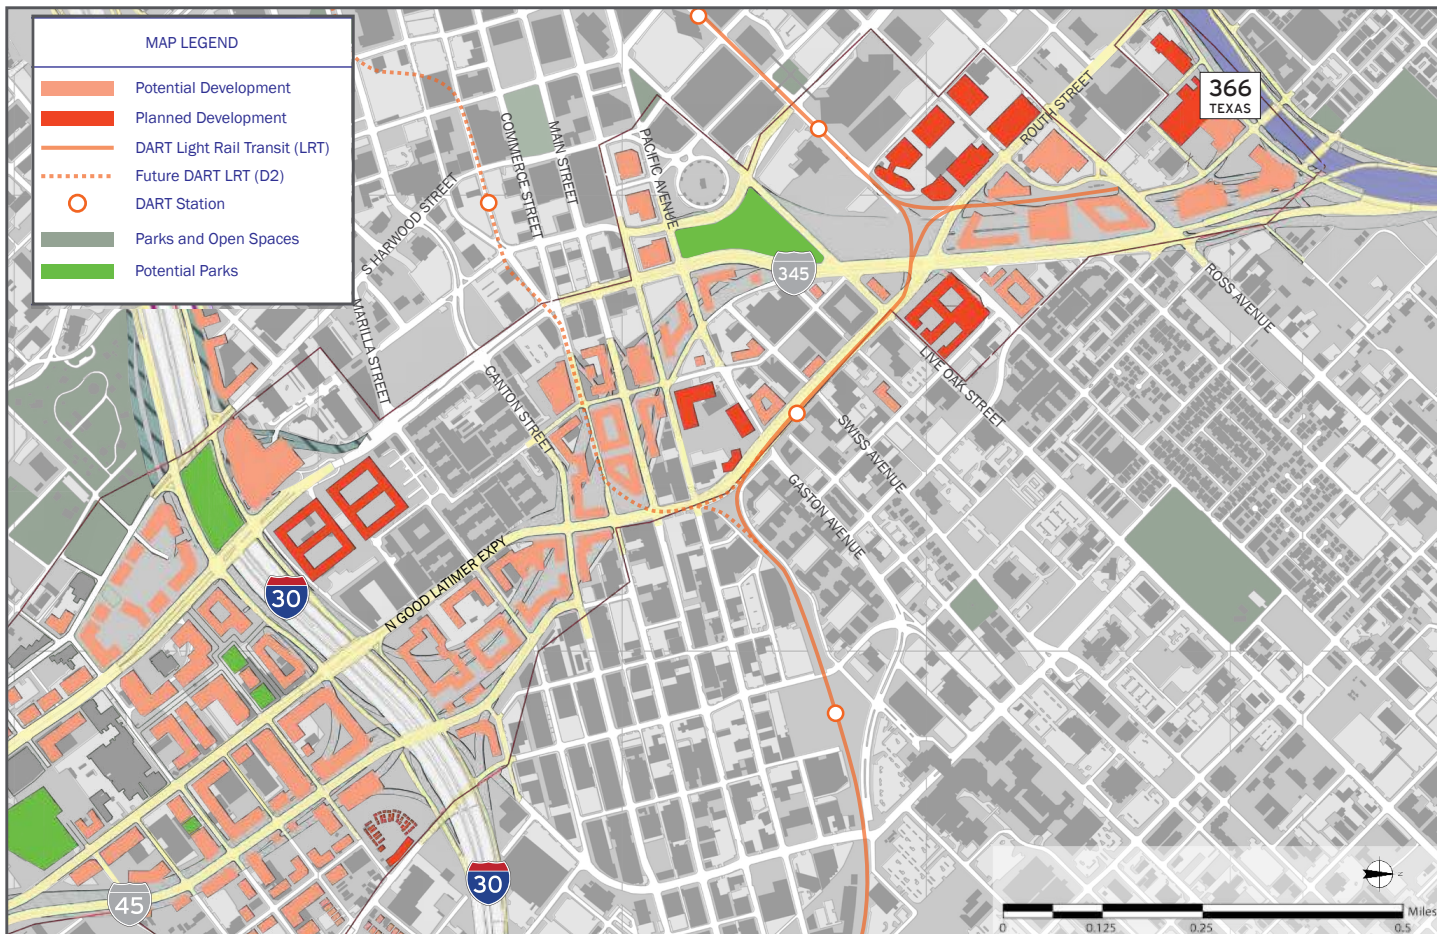 MAP LEGEND
Potential Development
Planned Development
DART Light Rail Transit (LRT)
Future DART LRT (D2)
DART Station
Parks and Open Spaces
Potential Parks
366
TEXAS
ROUTH STREET
COMMERCE STREET
MAIN STREET
PACIFIC AVENUE
S HARWOOD STREET
345
ROSS AVENUE
MARILLA STREET
CANTON STREET
LIVE OAK STREET
SWISS AVENUE
GASTON AVENUE
N GOOD LATIMER EXPY
30
30
45
N
Miles
0
0.125
0.25
0.5